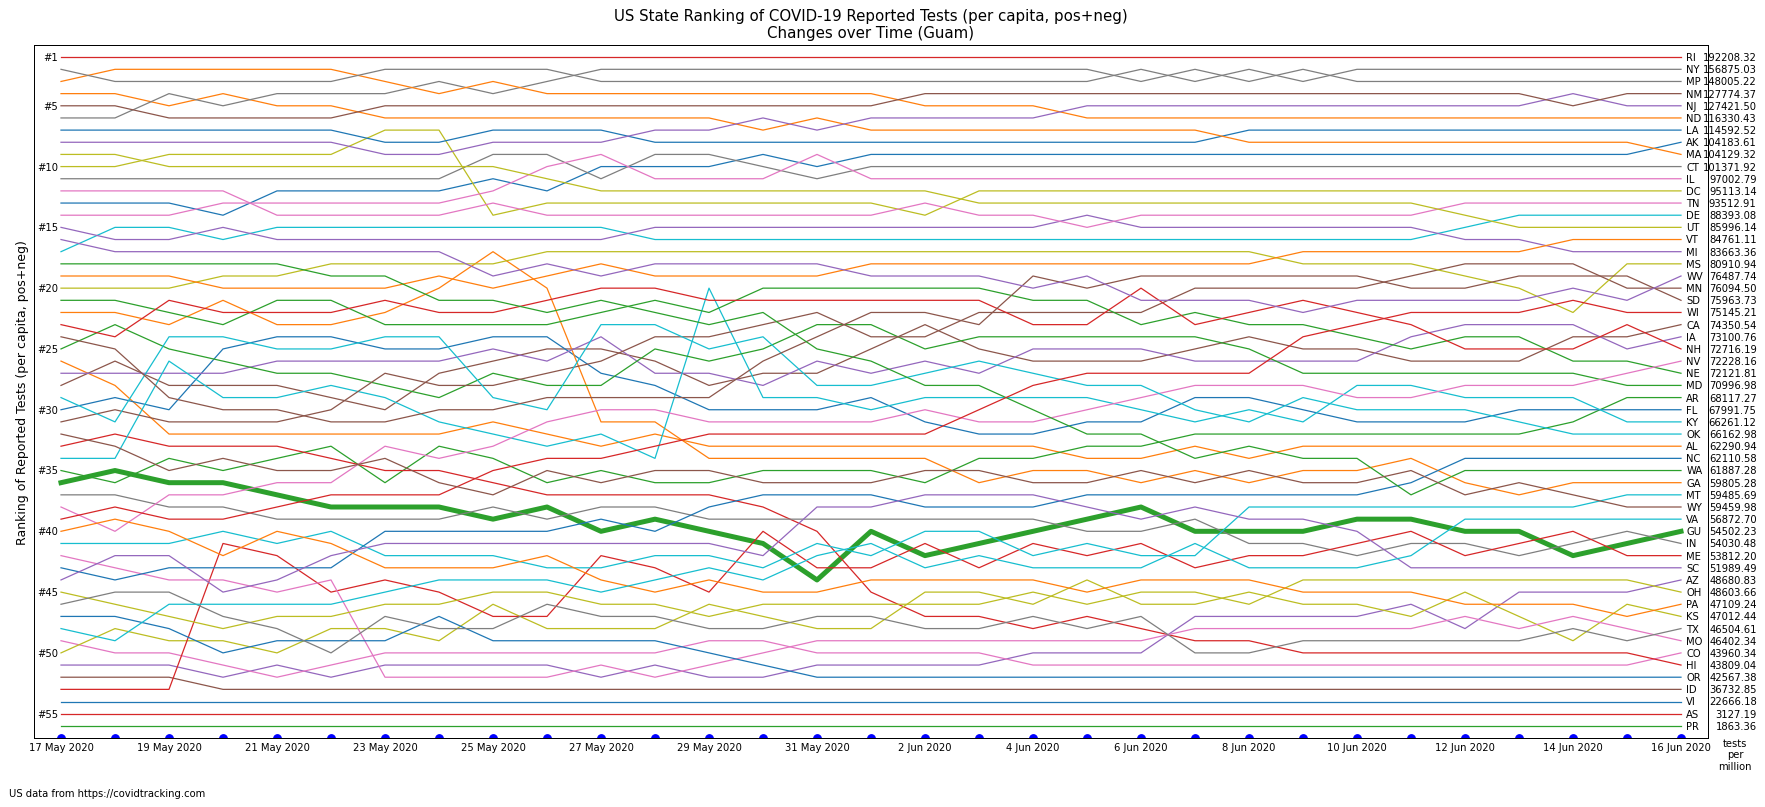 US State Ranking of COVID-19 Reported Tests (per capita, pos+neg)
Changes over Time (Guam)
Ranking of Reported Tests (per capita, pos+neg)
#1
#5
#10
#15
#20
#25
#30
#35
#40
#45
#50
#55
RI 192208.32
NY 156875.03
MP 148005.22
NM 127774.37
NJ 127421.50
ND 116330.43
LA 114592.52
AK 104183.61
MA 104129.32
CT 101371.92
IL 97002.79
DC 95113.14
TN 93512.91
DE 88393.08
UT 85996.14
VT 84761.11
MI 83663.36
MS 80910.94
WV 76487.74
MN 76094.50
SD 75963.73
WI 75145.21
CA 74350.54
IA 73100.76
NH 72716.19
NV 72228.16
NE 72121.81
MD 70996.98
AR 68117.27
FL 67991.75
KY 66261.12
OK 66162.98
AL 62290.94
NC 62110.58
WA 61887.28
GA 59805.28
MT 59485.69
WY 59459.98
VA 56872.70
GU 54502.23
IN 54030.48
ME 53812.20
SC 51989.49
AZ 48680.83
OH 48603.66
PA 47109.24
KS 47012.44
TX 46504.61
MO 46402.34
CO 43960.34
HI 43809.04
OR 42567.38
ID 36732.85
VI 22666.18
AS 3127.19
PR 1863.36
17 May 2020 19 May 2020 21 May 2020 23 May 2020 25 May 2020 27 May 2020 29 May 2020 31 May 2020 2 Jun 2020 4 Jun 2020 6 Jun 2020 8 Jun 2020 10 Jun 2020 12 Jun 2020 14 Jun 2020 16 Jun 2020
tests
per
million
US data from https://covidtracking.com